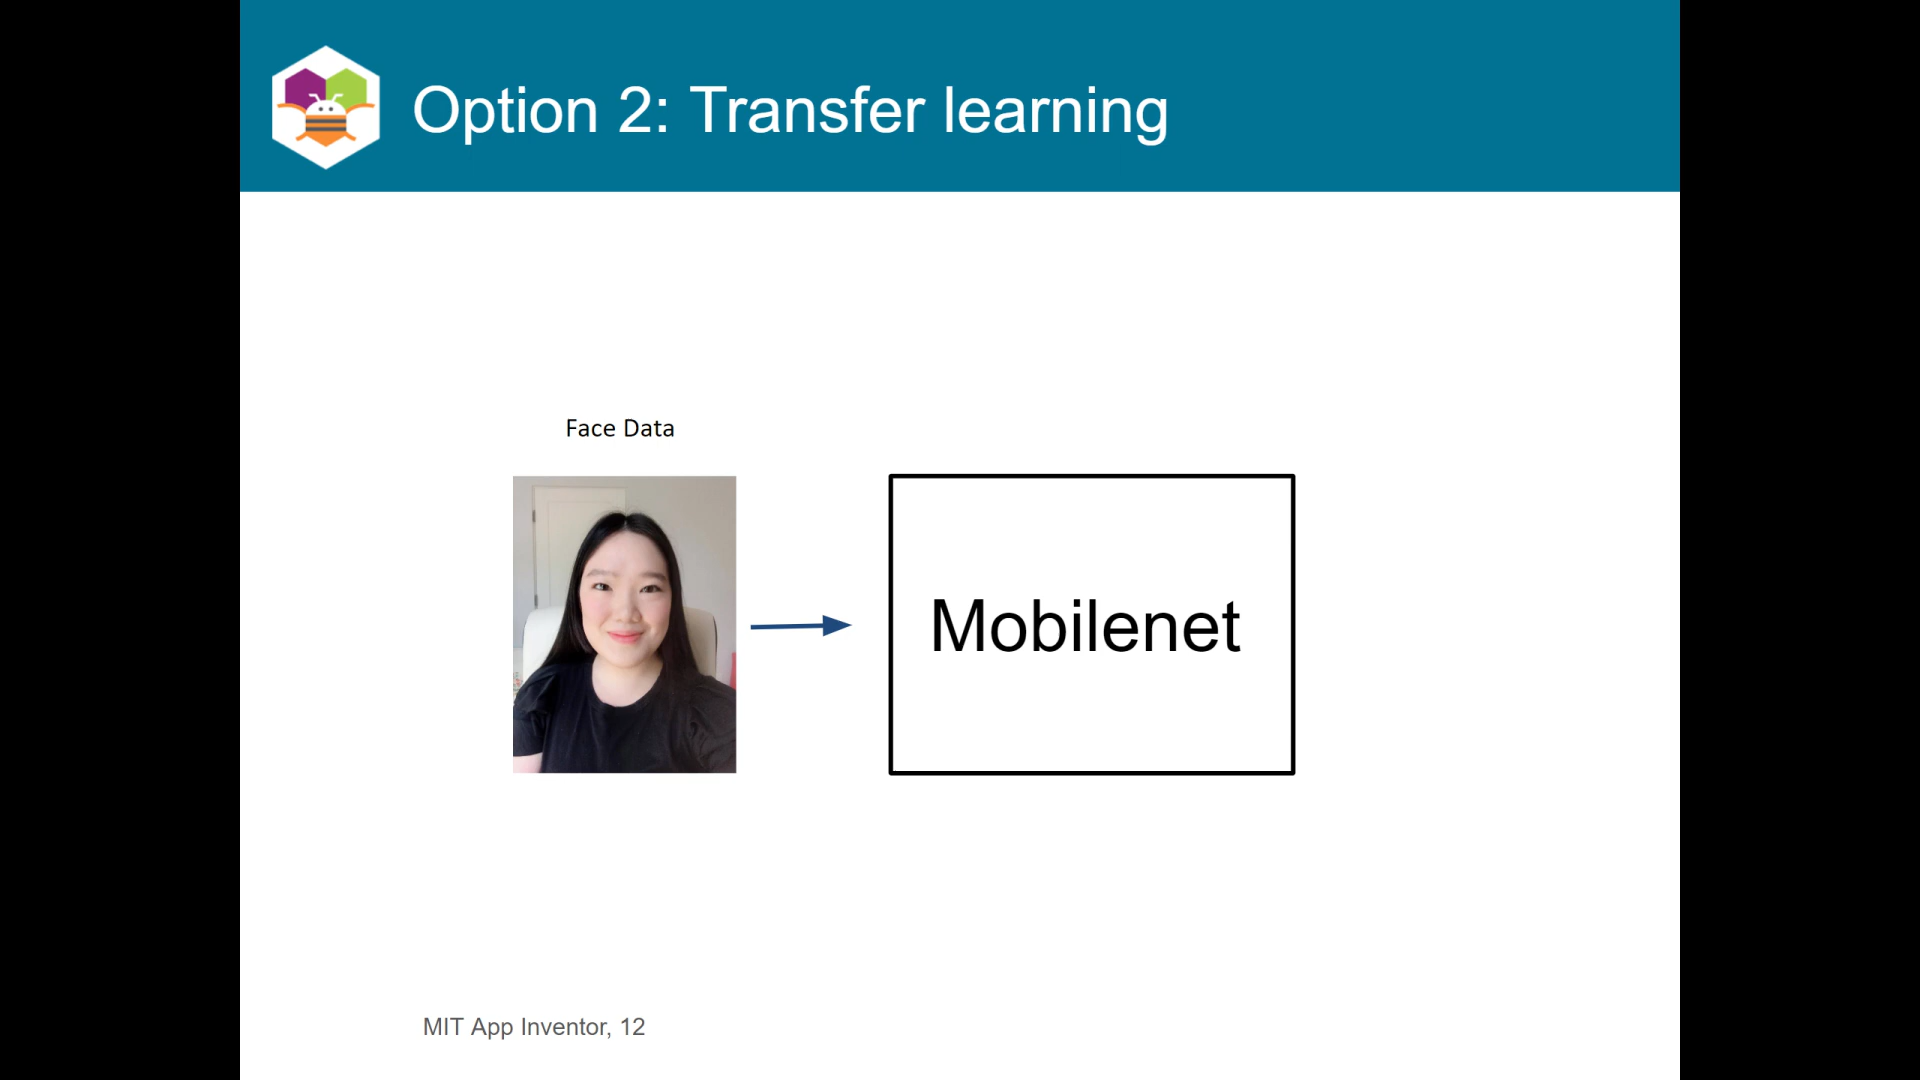 Option 2: Transfer learning
Face Data
Mobilenet
MIT App Inventor, 12